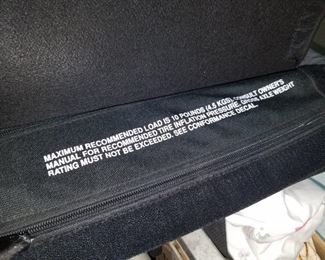 MAXIMUM RECOMMENDED LOAD IS 10 POUNDS (4.5 KGS). CONSULT OWNER'S
MANUAL FOR RECOMMENDED TIRE INFLATION PRESSURE. GROSS AXLE WEIGHT
RATING MUST NOT BE EXCEEDED. SEE CONFORMANCE DECAL.